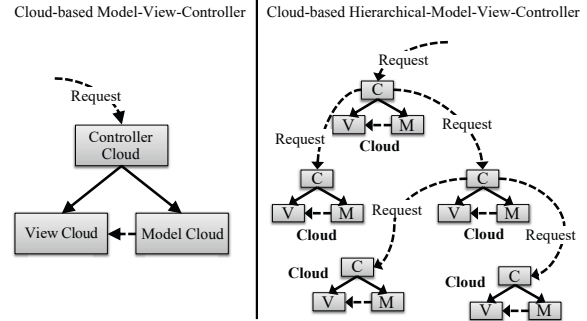 Cloud-based Model-View-Controller
Request
Controller
Cloud
View Cloud
Model Cloud
Cloud-based Hierarchical-Model-View-Controller
Request
C
V
M
Cloud
Request
Request
C
V
M
Cloud
C
V
M
Cloud
Request
Request
Cloud
C
V
M
Cloud
C
V
M